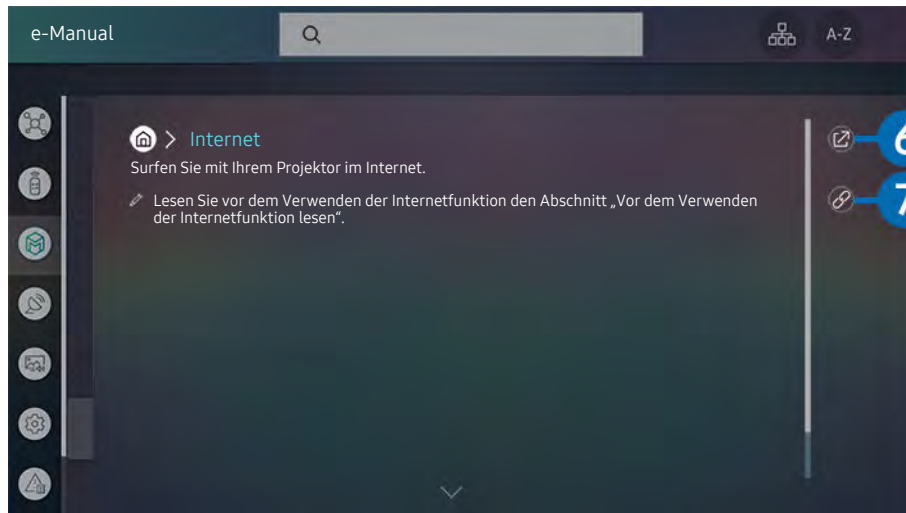 e-Manual
A-Z
> Internet
Surfen Sie mit Ihrem Projektor im Internet.
Lesen Sie vor dem Verwenden der Internetfunktion den Abschnitt „Vor dem Verwenden
der Internetfunktion lesen“.
6
7